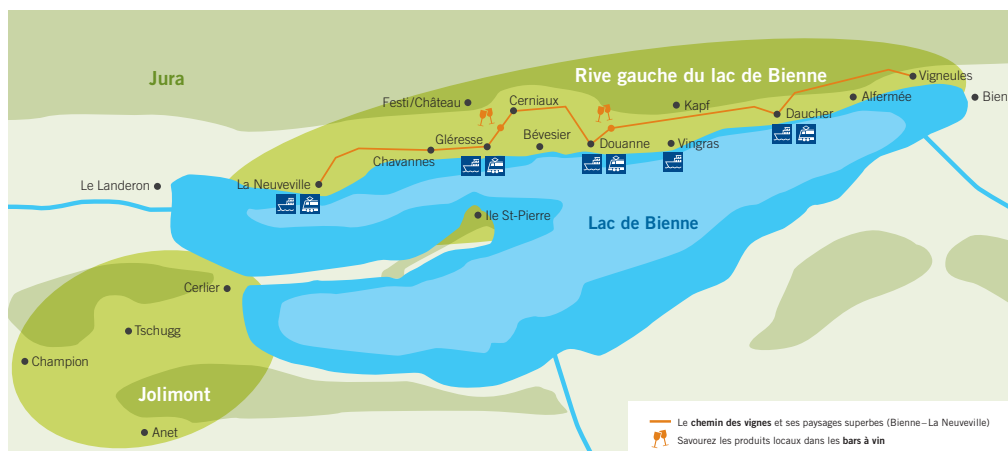 Jura
Rive gauche du lac de Bienne
Vigneules
Festi/Château
Cerniaux
Kapf
Alfermée
Bien
Daucher
Gléresse
Bévesier
Douanne
Vingras
Chavannes
La Neuveville
Le Landeron
Ile St-Pierre
Lac de Bienne
Cerlier
Tschugg
Champion
Jolimont
Anet
Le chemin des vignes et ses paysages superbes (Bienne–La Neuveville)
Savourez les produits locaux dans les bars à vin